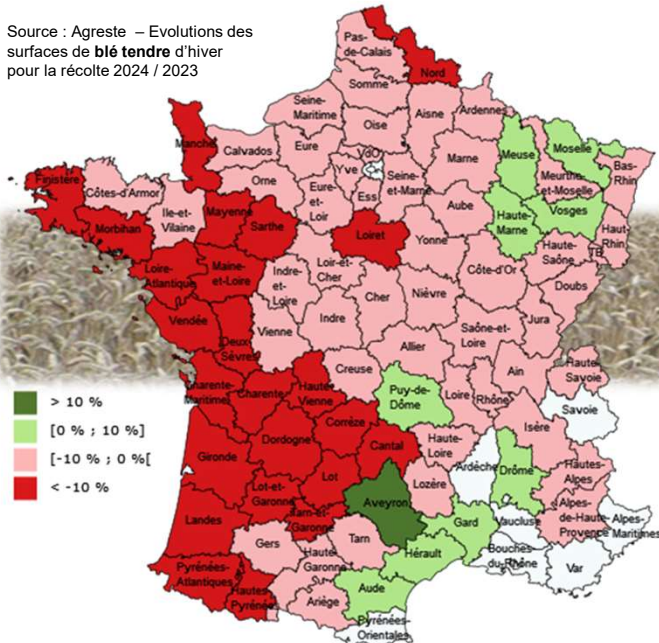 Source : Agreste – Evolutions des
surfaces de blé tendre d'hiver
pour la récolte 2024 / 2023
Pas-
de-Calais
Nord
Somme
Seine-
Maritime
Aisne
Ardennes
Oise
Manche
Calvados
Eure
VdO
Marne
Meuse
Moselle
Bas-
Rhin
Meurthe-
et-Moselle
Orne
Yve
Ess
Seine-
et-Marne
Finistère
Côtes-d'Armor
Ile-et-
Vilaine
Mayenne
Sarthe
Eure-
et-
Loir
Aube
Haute-
Marne
Vosges
Haut-
Rhin
Morbihan
Loiret
Yonne
Haute-
Saône
TB
Loire-
Atlantique
Maine-
et-Loire
Indre-
et-
Loire
Loir-et-
Cher
Cher
Nièvre
Côte-d'Or
Doubs
Vendée
Deux-
Sèvres
Vienne
Indre
Saône-et-
Loire
Jura
Allier
Creuse
Ain
Haute-
Savoie
Charente-
Maritimes
Charente
Haute-
Vienne
Puy-de-
Dôme
Loire
Rhône
Savoie
> 10 %
[0 % ; 10 %]
[-10 % ; 0 %[
< -10 %
Corrèze
Isère
Gironde
Dordogne
Cantal
Haute-
Loire
Ardèche
Drôme
Hautes-
Alpes
Lot-et-
Garonne
Lot
Aveyron
Lozère
Landes
Tarn-et-
Garonne
Gard
Vaucluse
Alpes-
de-Haute-
Provence
Alpes-
Maritimes
Gers
Tarn
Haute-
Garonne
Hérault
Bouches-
du-Rhône
Var
Pyrénées-
Atlantiques
Hautes-
Pyrénées
Ariège
Aude
Pyrénées-
Orientales